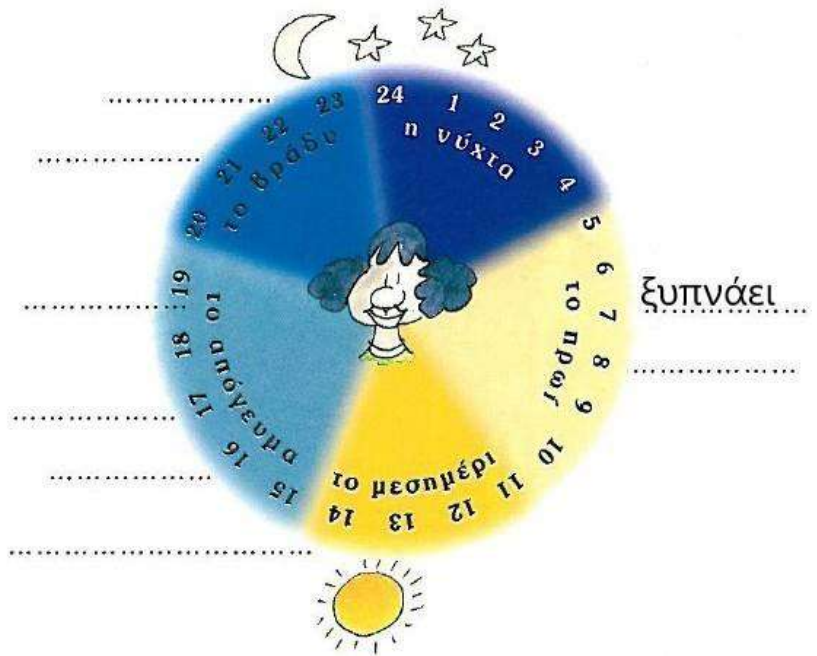 24 1 2 3 4
η νύχτα
5 6 7 8 9 10
το πρωί
ξυπνάει
11 12 13 14
το μεσημέρι
15 16 17 18 19
το απόγευμα
20 21 22 23
το βράδυ